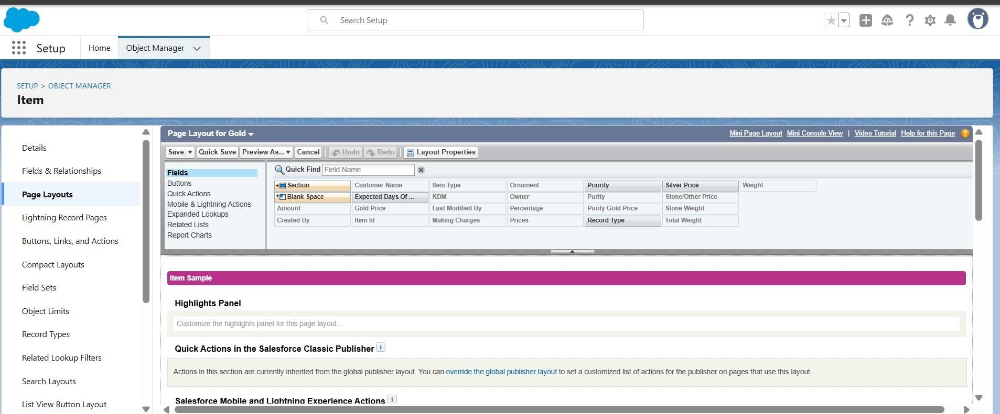 Search Setup
Setup
Home
Object Manager
SETUP > OBJECT MANAGER
Item
Details
Fields & Relationships
Page Layouts
Lightning Record Pages
Buttons, Links, and Actions
Compact Layouts
Field Sets
Object Limits
Record Types
Related Lookup Filters
Search Layouts
List View Button Layout
Page Layout for Gold
Mini Page Layout Mini Console View | Video Tutorial Help for this Page ?
Save Quick Save Preview As... Cancel Undo Redo Layout Properties
Fields
Buttons
Quick Actions
Mobile & Lightning Actions
Expanded Lookups
Related Lists
Report Charts
Quick Find Field Name
Section Customer Name Item Type Ornament Priority Silver Price Weight
Blank Space Expected Days Of ... KDM Owner Purity Stone/Other Price
Amount Gold Price Last Modified By Percentage Purity Gold Price Stone Weight
Created By Item Id Making Charges Prices Record Type Total Weight
Item Sample
Highlights Panel
Customize the highlights panel for this page layout...
Quick Actions in the Salesforce Classic Publisher i
Actions in this section are currently inherited from the global publisher layout. You can override the global publisher layout to set a customized list of actions for the publisher on pages that use this layout.
Salesforce Mobile and Lightning Experience Actions i